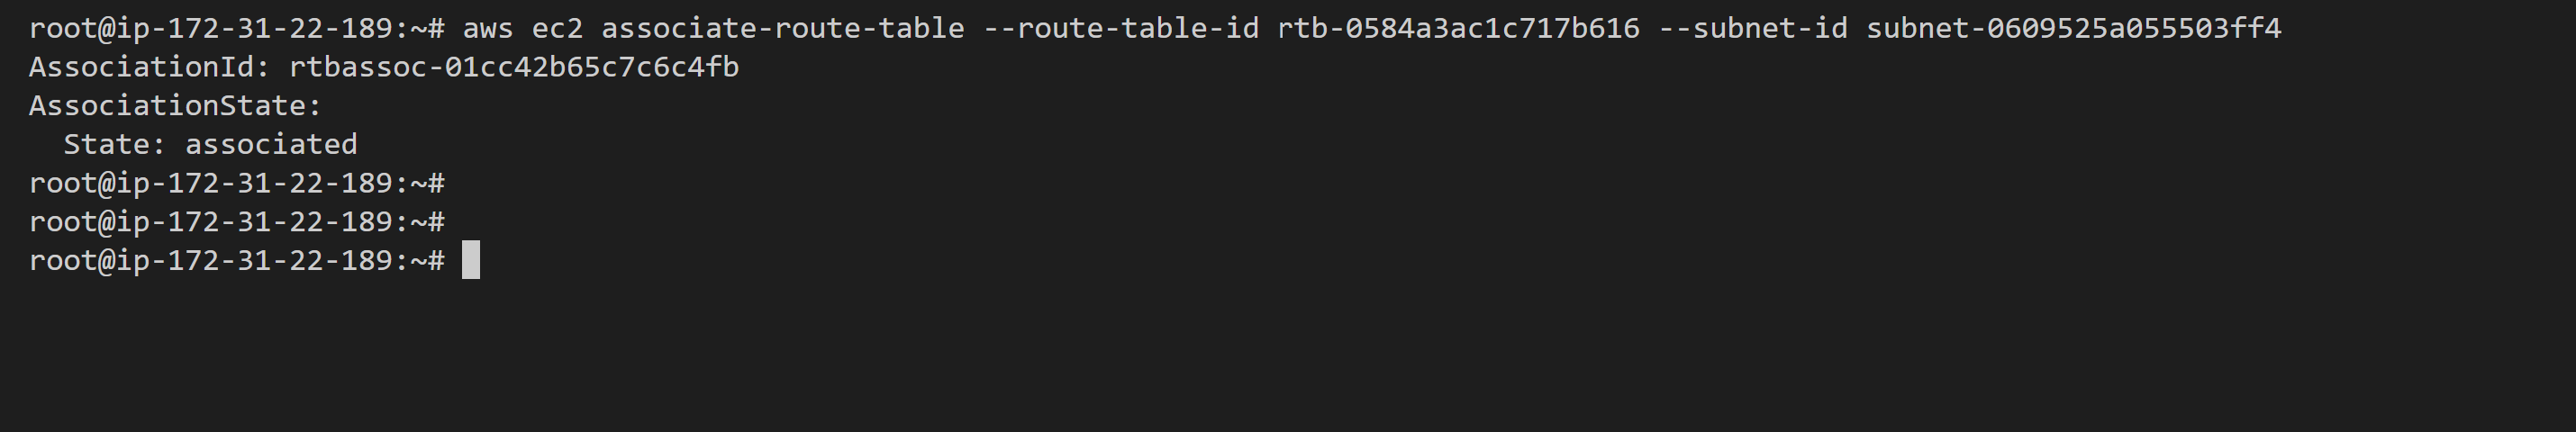 root@ip-172-31-22-189:~# aws ec2 associate-route-table --route-table-id rtb-0584a3ac1c717b616 --subnet-id subnet-0609525a055503ff4
AssociationId: rtbassoc-01cc42b65c7c6c4fb
AssociationState:
  State: associated
root@ip-172-31-22-189:~#
root@ip-172-31-22-189:~#
root@ip-172-31-22-189:~#